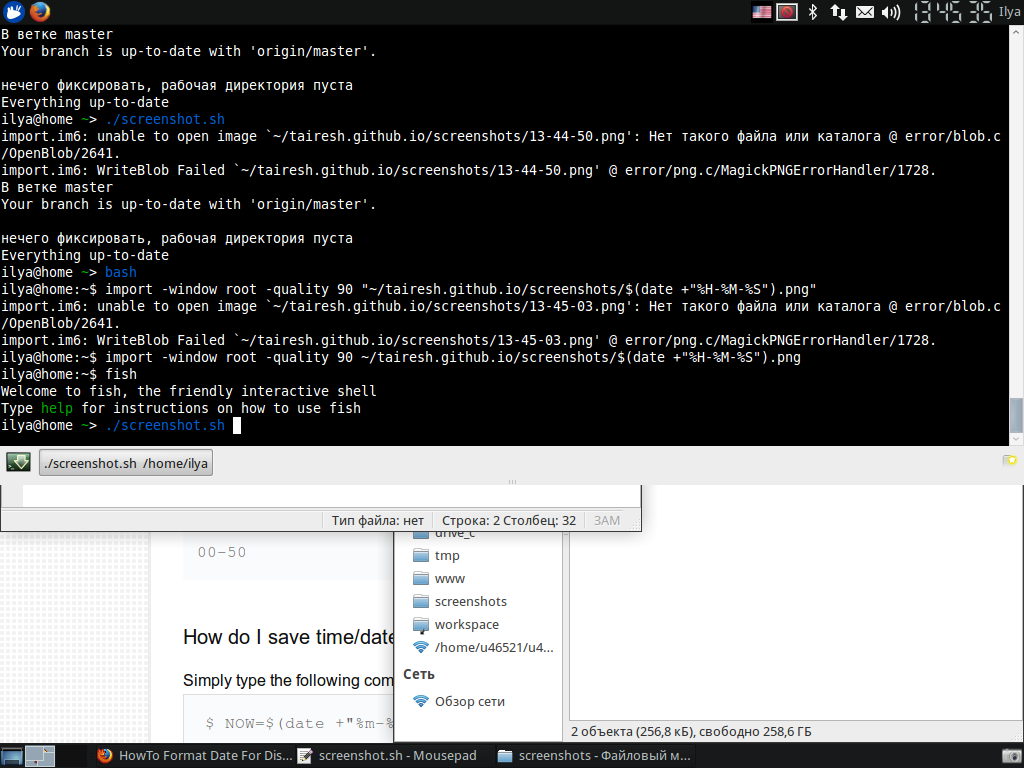 13 45 35 Ilya
В ветке master
Your branch is up-to-date with 'origin/master'.
нечего фиксировать, рабочая директория пуста
Everything up-to-date
ilya@home ~> ./screenshot.sh
import.im6: unable to open image `~/tairesh.github.io/screenshots/13-44-50.png': Нет такого файла или каталога @ error/blob.c
/OpenBlob/2641.
import.im6: WriteBlob Failed `~/tairesh.github.io/screenshots/13-44-50.png' @ error/png.c/MagickPNGErrorHandler/1728.
В ветке master
Your branch is up-to-date with 'origin/master'.
нечего фиксировать, рабочая директория пуста
Everything up-to-date
ilya@home ~> bash
ilya@home:~$ import -window root -quality 90 "~/tairesh.github.io/screenshots/$(date +"%H-%M-%S").png"
import.im6: unable to open image `~/tairesh.github.io/screenshots/13-45-03.png': Нет такого файла или каталога @ error/blob.c
/OpenBlob/2641.
import.im6: WriteBlob Failed `~/tairesh.github.io/screenshots/13-45-03.png' @ error/png.c/MagickPNGErrorHandler/1728.
ilya@home:~$ import -window root -quality 90 ~/tairesh.github.io/screenshots/$(date +"%H-%M-%S").png
ilya@home:~$ fish
Welcome to fish, the friendly interactive shell
Type help for instructions on how to use fish
ilya@home ~> ./screenshot.sh
./screenshot.sh /home/ilya
Тип файла: нет
Строка: 2 Столбец: 32
ЗАМ
00-50
How do I save time/date
Simply type the following com
$ NOW=$(date +"%m-%
drive_c
tmp
www
screenshots
workspace
/home/u46521/u4...
Сеть
Обзор сети
2 объекта (256,8 кБ), свободно 258,6 ГБ
HowTo Format Date For Dis...
screenshot.sh - Mousepad
screenshots - Файловый м...